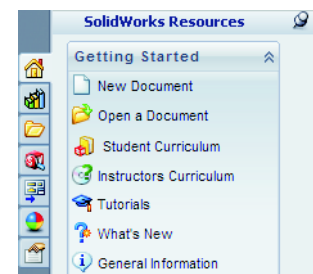 SolidWorks Resources
Getting Started
New Document
Open a Document
Student Curriculum
Instructors Curriculum
Tutorials
What's New
General Information